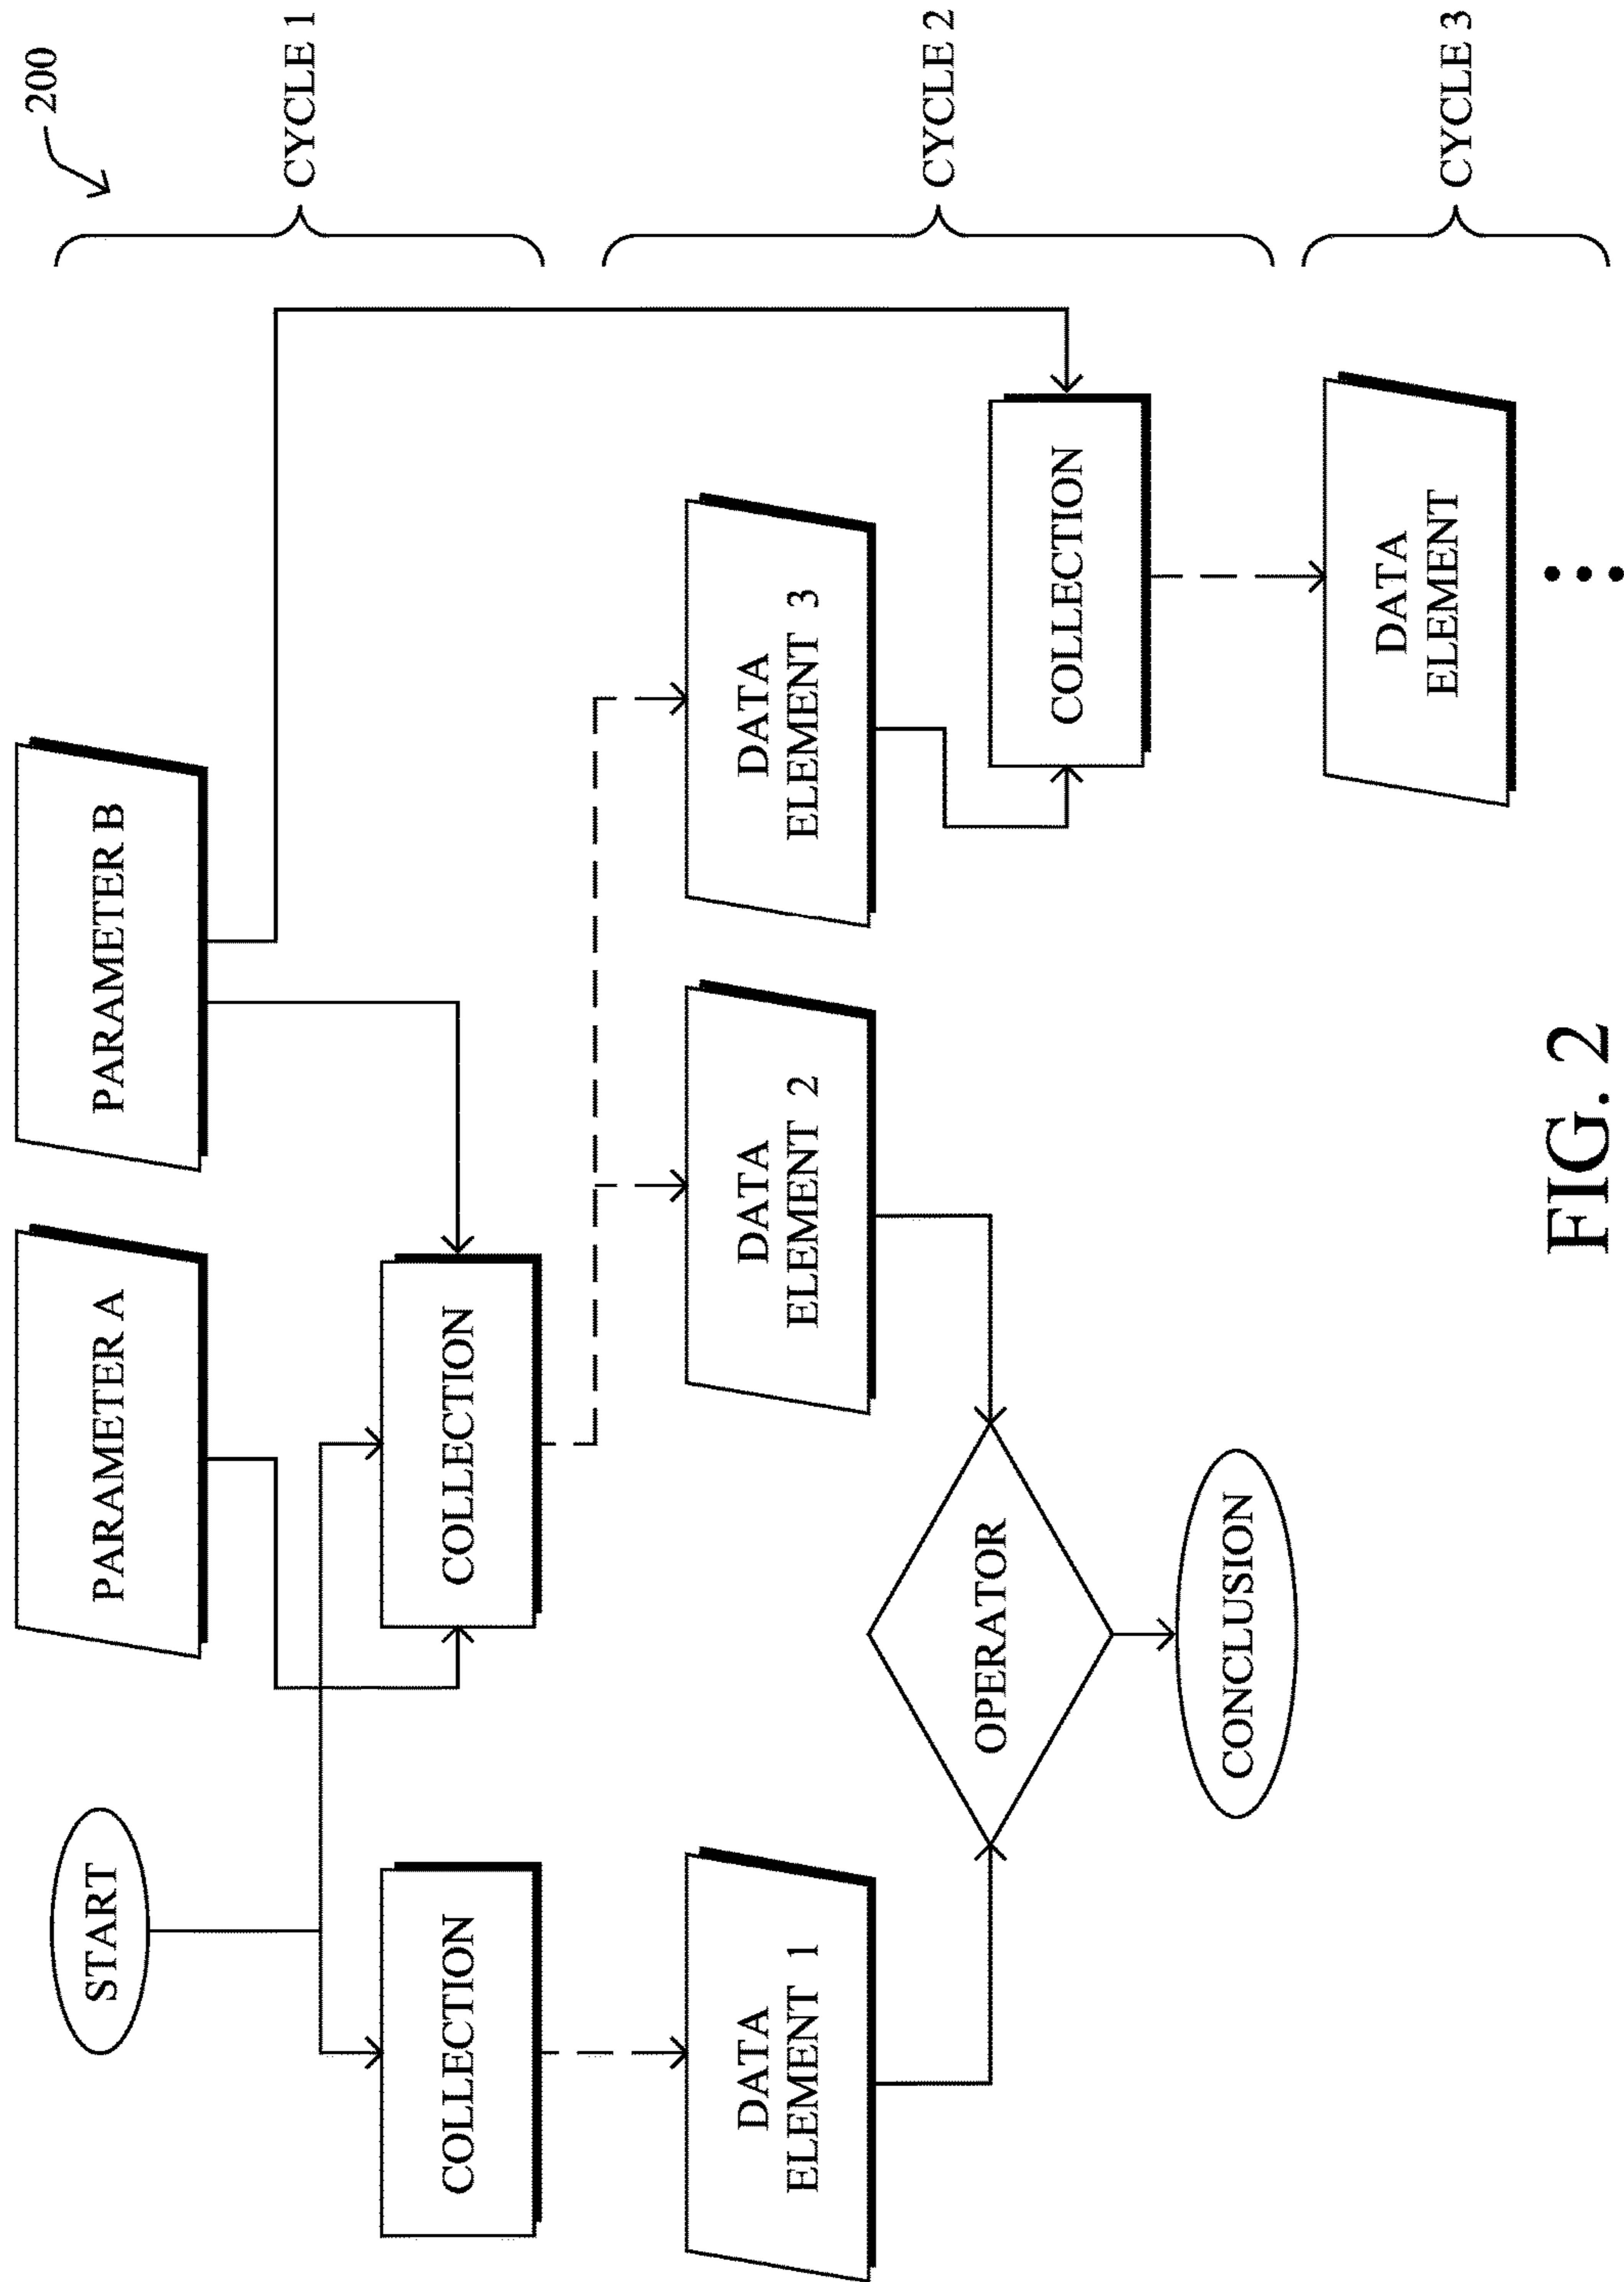 200
START
PARAMETER A
PARAMETER B
CYCLE 1
COLLECTION
COLLECTION
DATA
ELEMENT 1
DATA
ELEMENT 2
DATA
ELEMENT 3
CYCLE 2
OPERATOR
COLLECTION
CONCLUSION
DATA
ELEMENT
CYCLE 3
FIG. 2